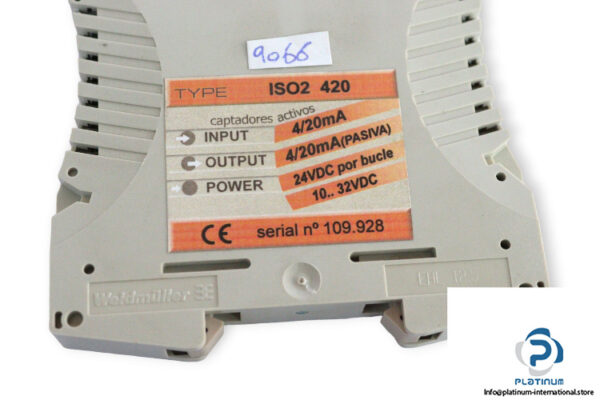 9066
TYPE ISO2 420
captadores activos
INPUT 4/20mA
OUTPUT 4/20mA(PASIVA)
POWER 24VDC por bucle
10.. 32VDC
CE serial nº 109.928
Weidmüller
PLATINUM
Info@platinum-international.store